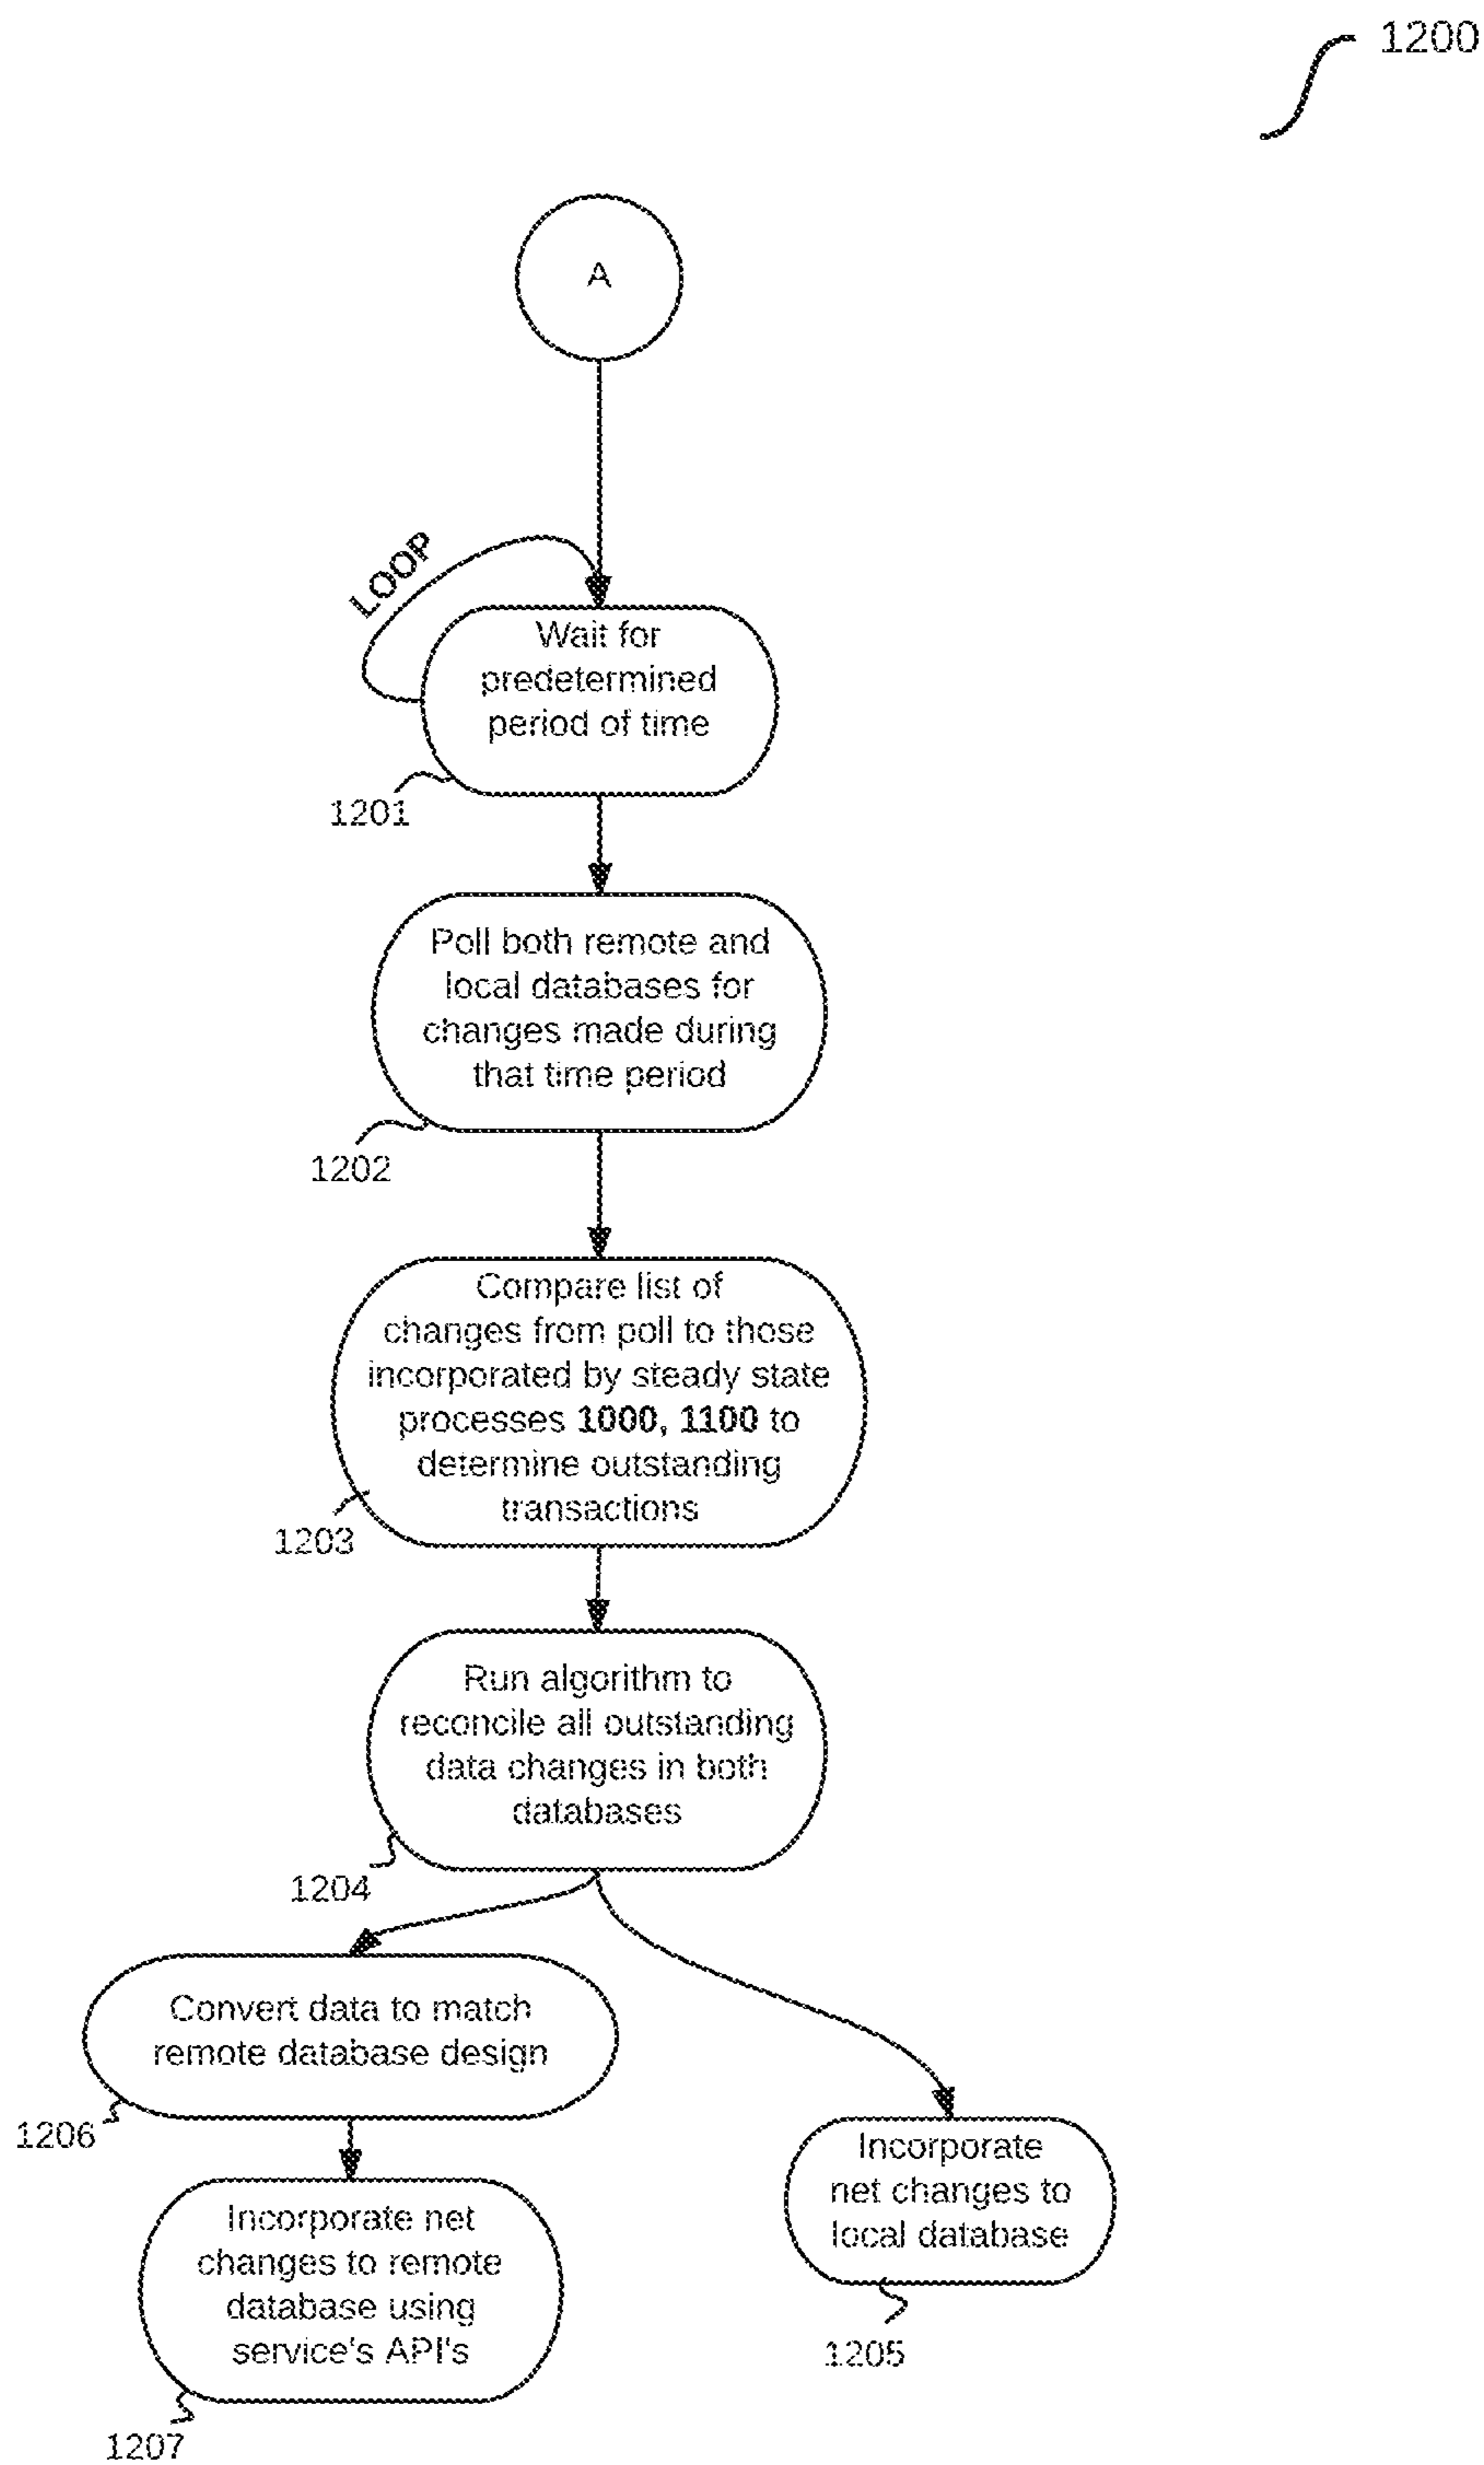 1200
A
LOOP
Wait for
predetermined
period of time
1201
Poll both remote and
local databases for
changes made during
that time period
1202
Compare list of
changes from poll to those
incorporated by steady state
processes 1000, 1100 to
determine outstanding
transactions
1203
Run algorithm to
reconcile all outstanding
data changes in both
databases
1204
Convert data to match
remote database design
1206
Incorporate net
changes to remote
database using
service's API's
1207
Incorporate
net changes to
local database
1205